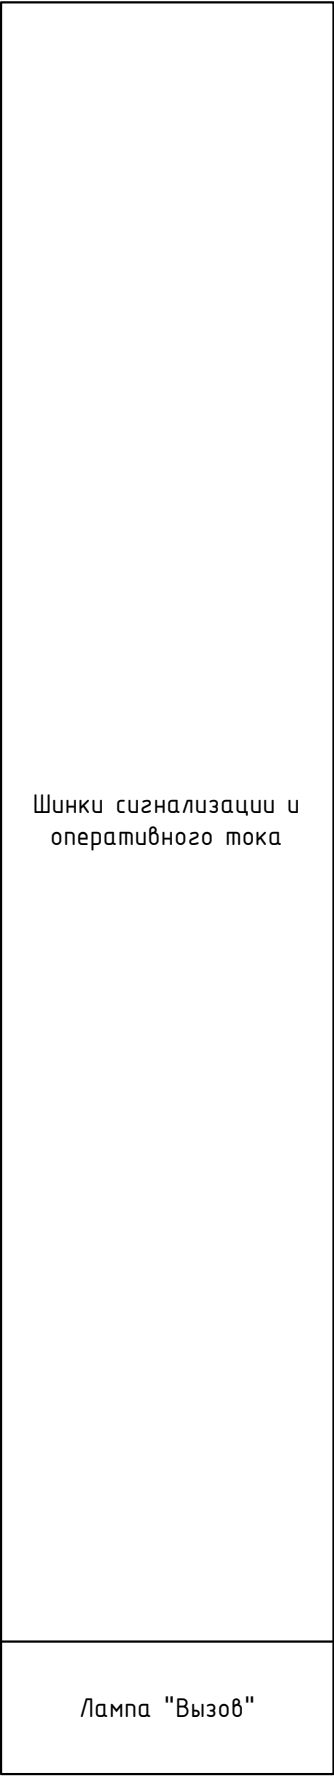 Шинки сигнализации и
оперативного тока
Лампа "Вызов"